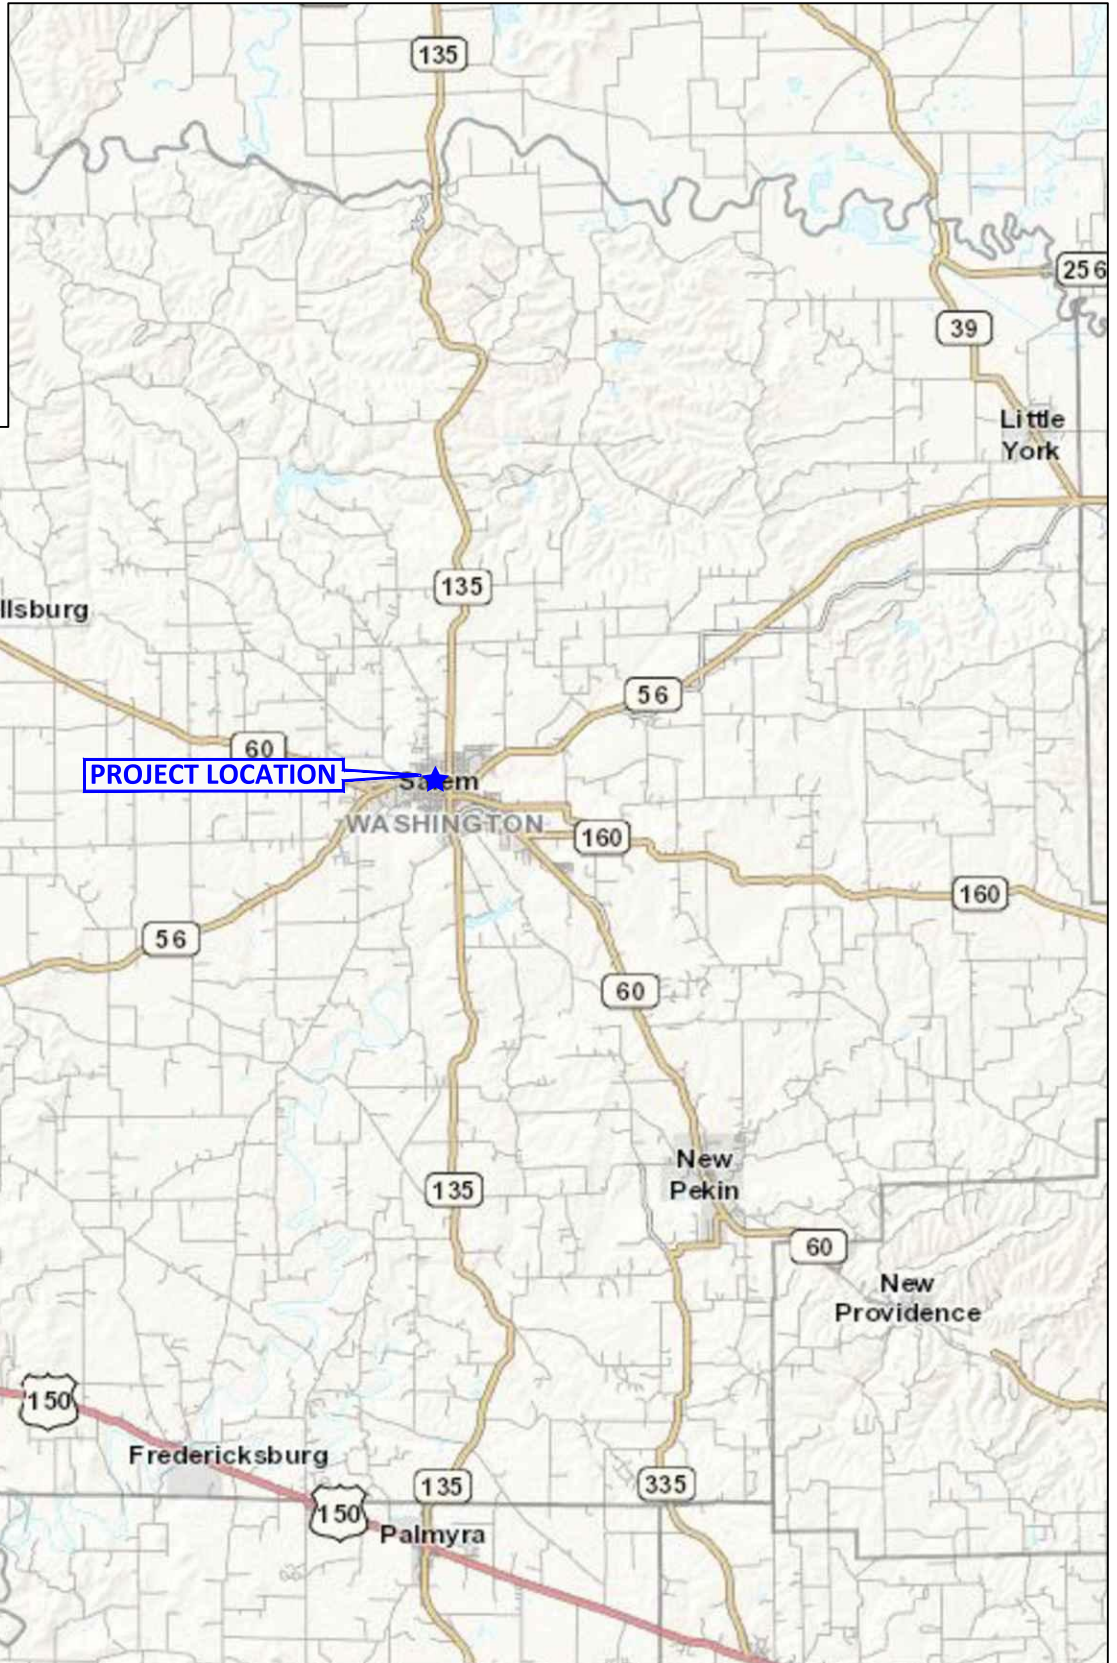 135
256
39
Little
York
135
llsburg
56
60
PROJECT LOCATION
Salem
WASHINGTON
160
160
56
60
New
Pekin
135
60
New
Providence
150
Fredericksburg
135
335
150
Palmyra